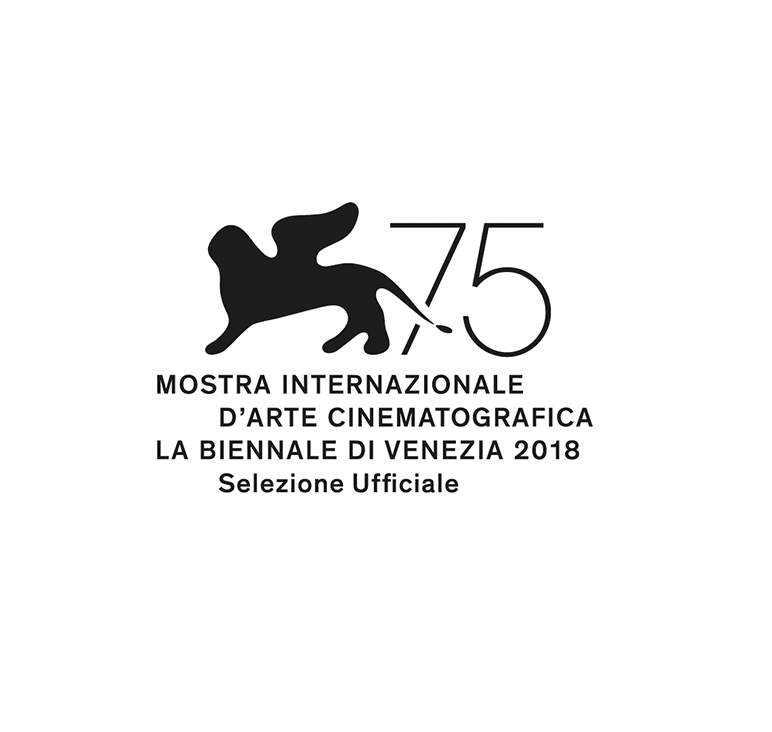 75
MOSTRA INTERNAZIONALE
D’ARTE CINEMATOGRAFICA
LA BIENNALE DI VENEZIA 2018
Selezione Ufficiale